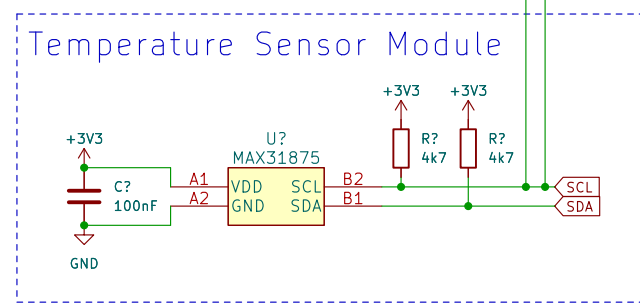 Temperature Sensor Module
+3V3
+3V3
+3V3
U?
MAX31875
R?
4k7
R?
4k7
C?
100nF
A1
VDD
SCL
B2
SCL
A2
GND
SDA
B1
SDA
GND